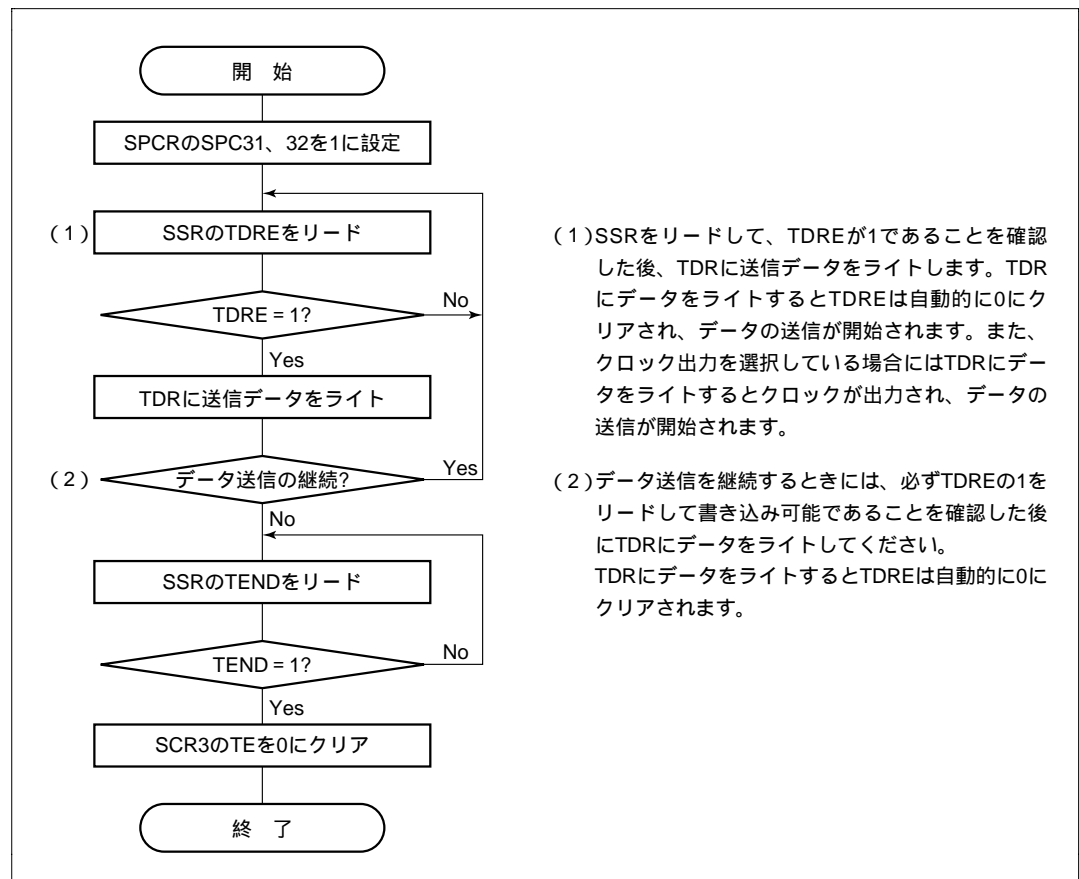 開 始
SPCRのSPC31、32を1に設定
（1） SSRのTDREをリード
TDRE = 1?
No
Yes
TDRに送信データをライト
（2） データ送信の継続?
Yes
No
SSRのTENDをリード
TEND = 1?
No
Yes
SCR3のTEを0にクリア
終 了
（1）SSRをリードして、TDREが1であることを確認
した後、TDRに送信データをライトします。TDR
にデータをライトするとTDREは自動的に0にク
リアされ、データの送信が開始されます。また、
クロック出力を選択している場合にはTDRにデー
タをライトするとクロックが出力され、データの
送信が開始されます。
（2）データ送信を継続するときには、必ずTDREの1を
リードして書き込み可能であることを確認した後
にTDRにデータをライトしてください。
TDRにデータをライトするとTDREは自動的に0に
クリアされます。